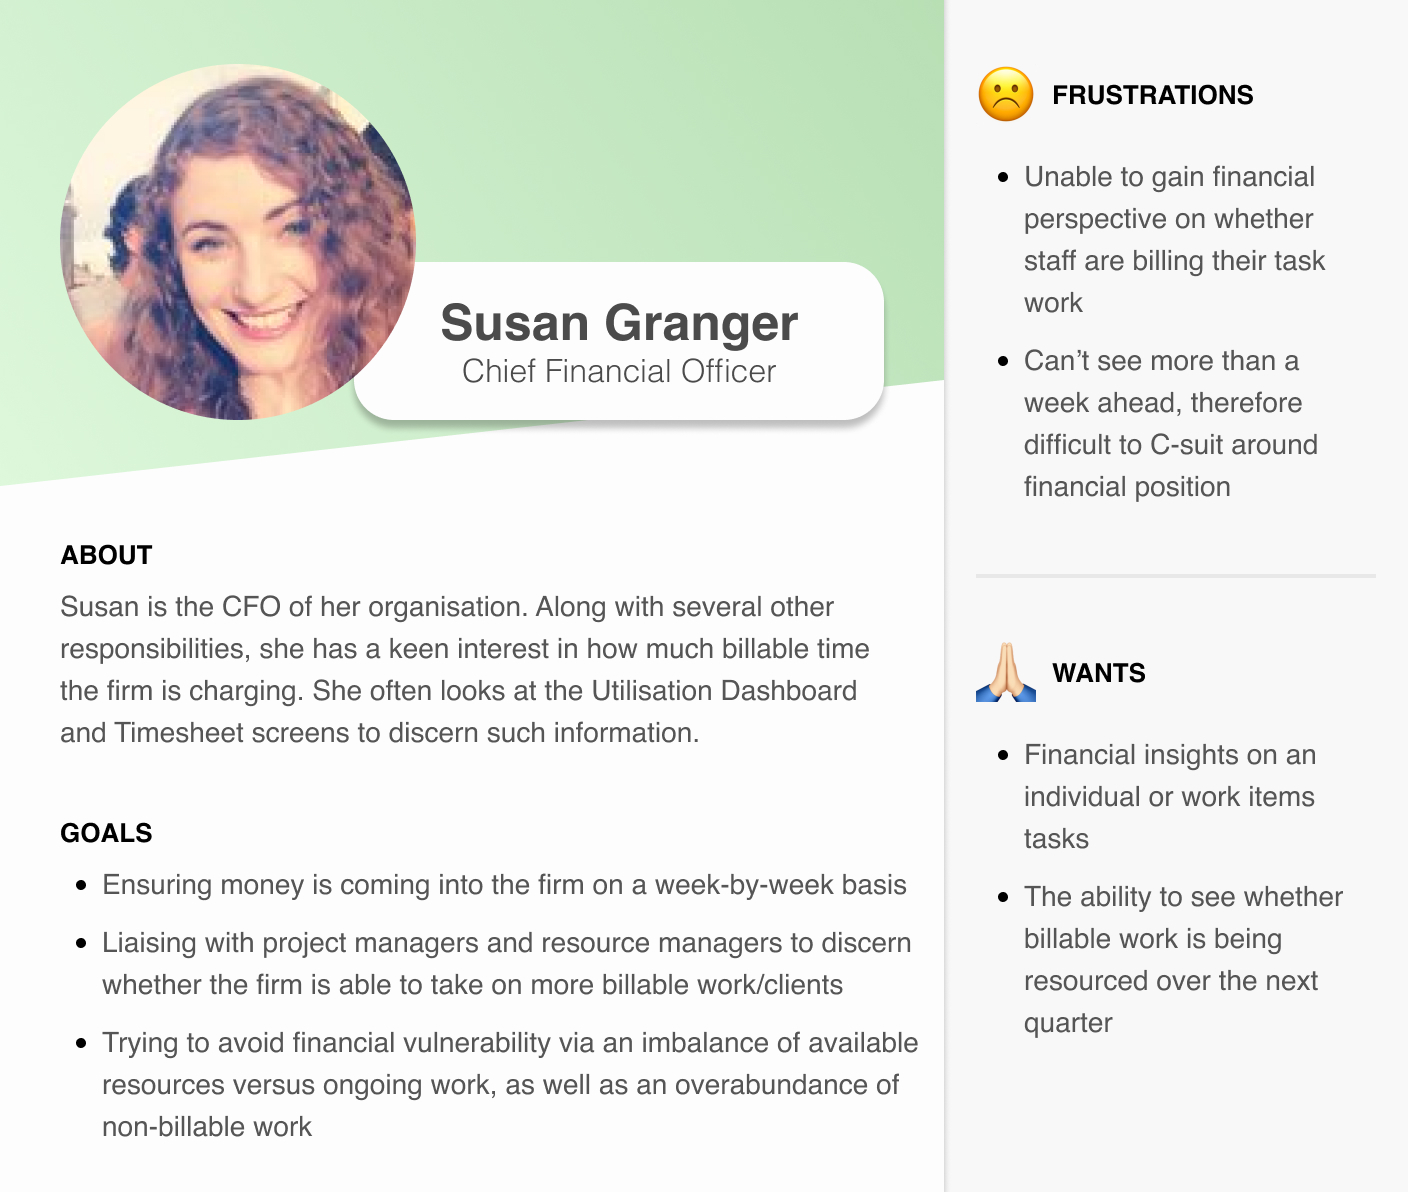 Susan Granger
Chief Financial Officer
ABOUT
Susan is the CFO of her organisation. Along with several other
responsibilities, she has a keen interest in how much billable time
the firm is charging. She often looks at the Utilisation Dashboard
and Timesheet screens to discern such information.
GOALS
• Ensuring money is coming into the firm on a week-by-week basis
• Liaising with project managers and resource managers to discern
whether the firm is able to take on more billable work/clients
• Trying to avoid financial vulnerability via an imbalance of available
resources versus ongoing work, as well as an overabundance of
non-billable work
FRUSTRATIONS
• Unable to gain financial
perspective on whether
staff are billing their task
work
• Can’t see more than a
week ahead, therefore
difficult to C-suit around
financial position
WANTS
• Financial insights on an
individual or work items
tasks
• The ability to see whether
billable work is being
resourced over the next
quarter